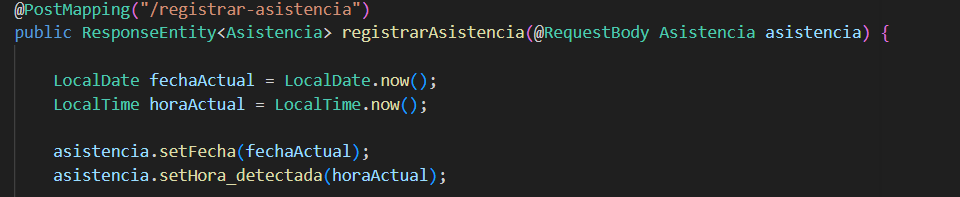 @PostMapping("/registrar-asistencia")
public ResponseEntity<Asistencia> registrarAsistencia(@RequestBody Asistencia asistencia) {
LocalDate fechaActual = LocalDate.now();
LocalTime horaActual = LocalTime.now();
asistencia.setFecha(fechaActual);
asistencia.setHora_detectada(horaActual);